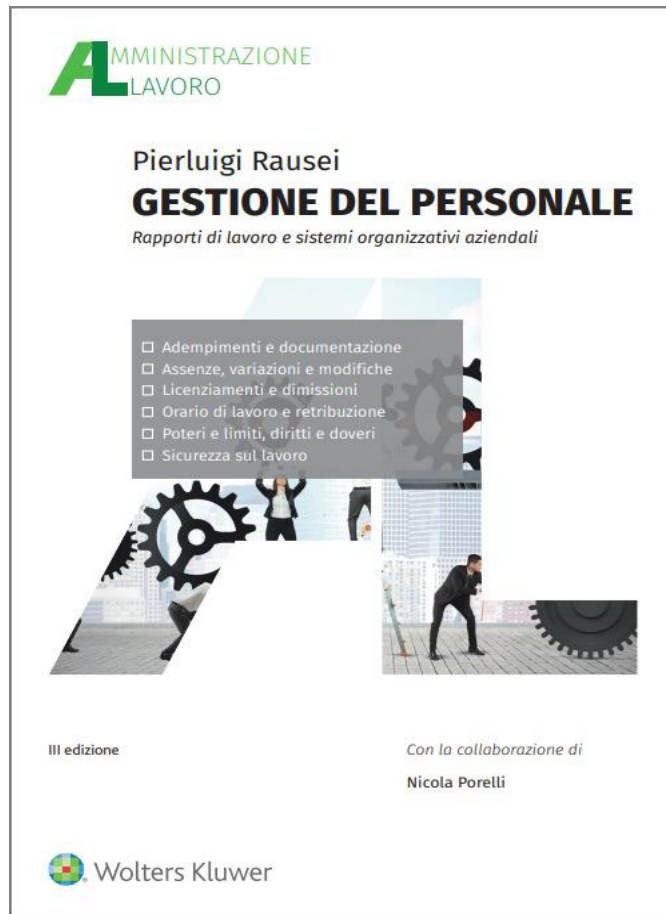 AMMINISTRAZIONE
LAVORO
Pierluigi Rausei
GESTIONE DEL PERSONALE
Rapporti di lavoro e sistemi organizzativi aziendali
☐ Adempimenti e documentazione
☐ Assenze, variazioni e modifiche
☐ Licenziamenti e dimissioni
☐ Orario di lavoro e retribuzione
☐ Poteri e limiti, diritti e doveri
☐ Sicurezza sul lavoro
III edizione
Con la collaborazione di
Nicola Porelli
Wolters Kluwer